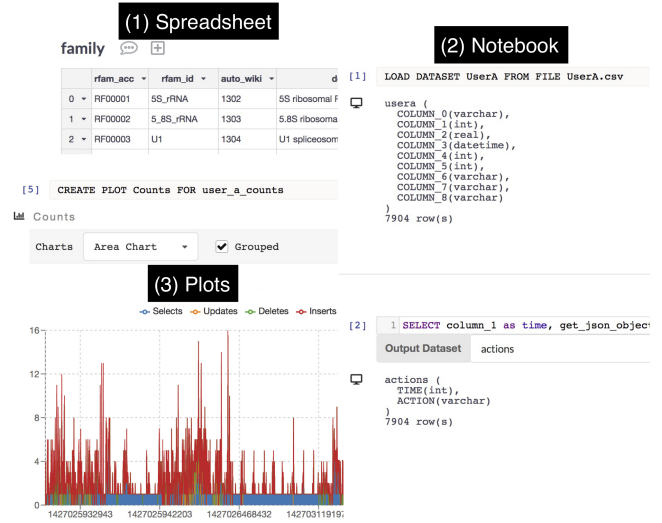 (1) Spreadsheet
family
rfam_acc rfam_id auto_wiki
0 RF00001 5S_rRNA 1302 5S ribosomal
1 RF00002 5_8S_rRNA 1303 5.8S ribosoma
2 RF00003 U1 1304 U1 spliceosom
[5] CREATE PLOT Counts FOR user_a_counts
Counts
Charts Area Chart Grouped
(3) Plots
Selects Updates Deletes Inserts
16
12
8
4
0
1427025932943 1427025942203 1427026468432 142703119197
(2) Notebook
[1] LOAD DATASET UserA FROM FILE UserA.csv
usera (
COLUMN_0(varchar),
COLUMN_1(int),
COLUMN_2(real),
COLUMN_3(datetime),
COLUMN_4(int),
COLUMN_5(int),
COLUMN_6(varchar),
COLUMN_7(varchar),
COLUMN_8(varchar)
)
7904 row(s)
[2] 1 SELECT column_1 as time, get_json_object
Output Dataset actions
actions (
TIME(int),
ACTION(varchar)
)
7904 row(s)